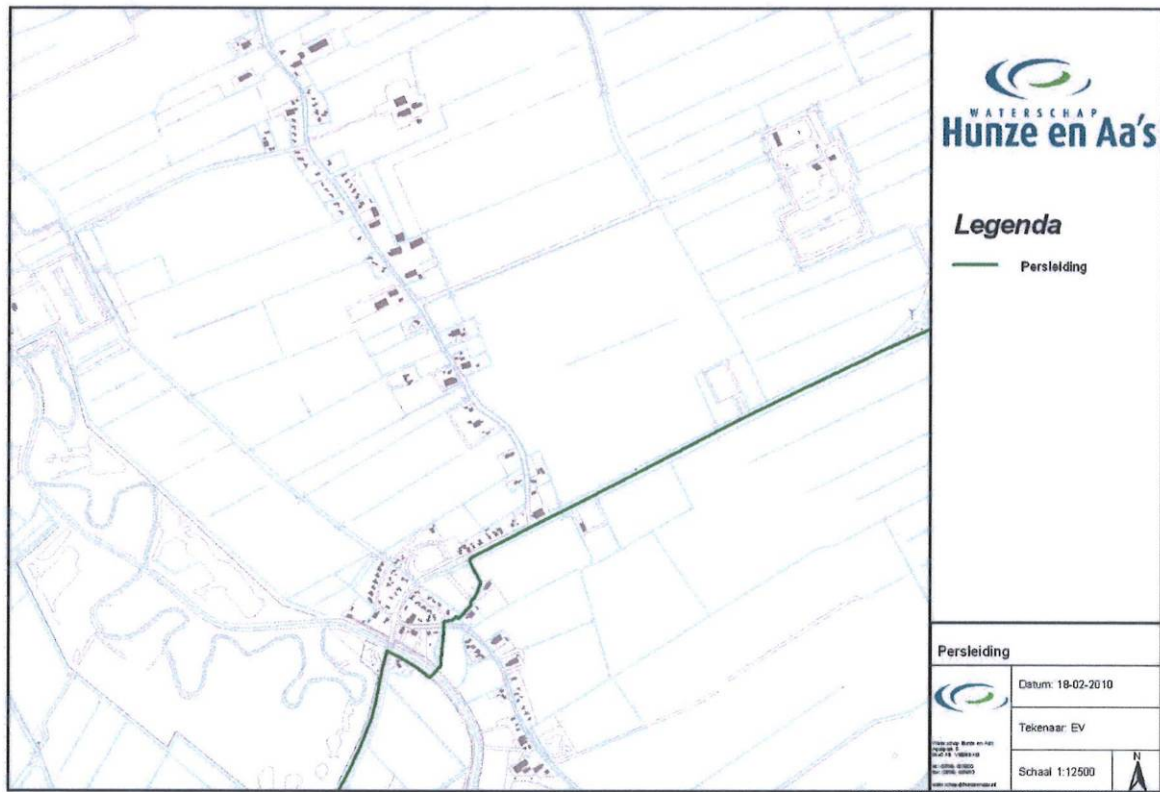 WATERSCHAP
Hunze en Aa's
Legenda
Persleiding
Persleiding
Datum: 18-02-2010
Tekenaar: EV
Schaal 1:12500
N